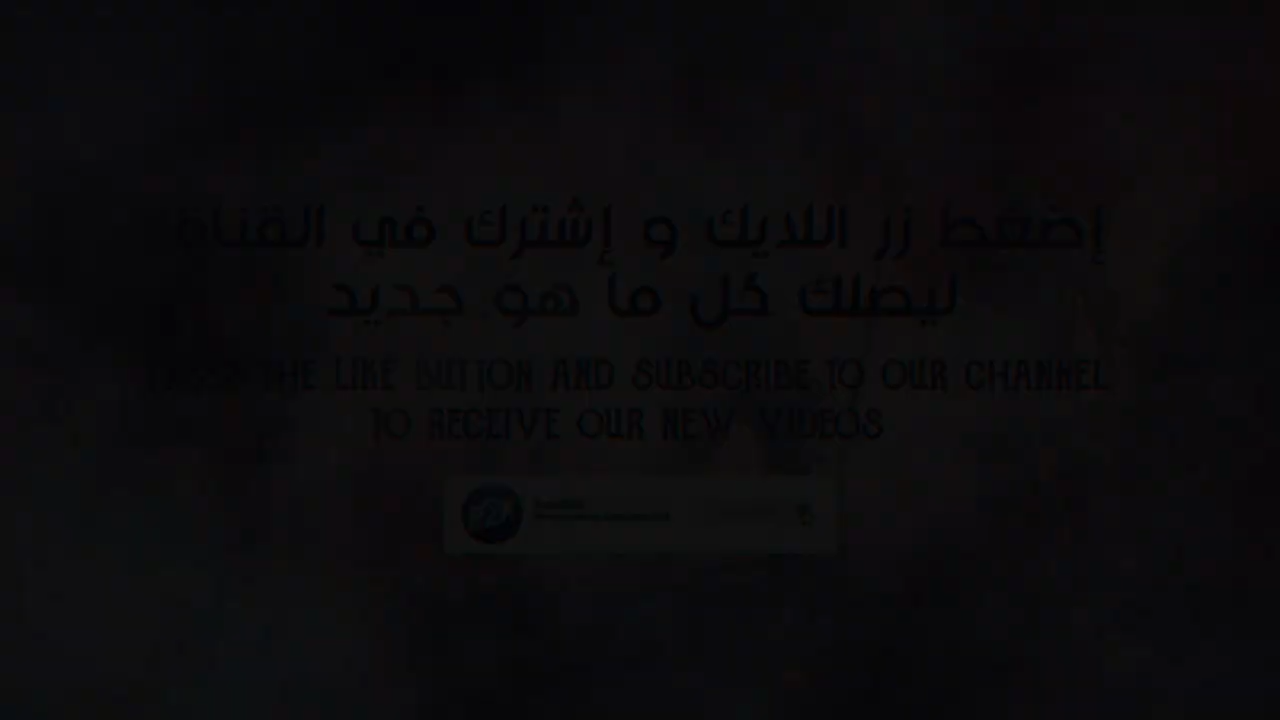 إضغط زر اللايك و إشترك في القناة
ليصلك كل ما هو جديد
THE LIKE BUTTON AND SUBSCRIBE TO OUR CHANNEL
TO RECEIVE OUR NEW VIDEOS